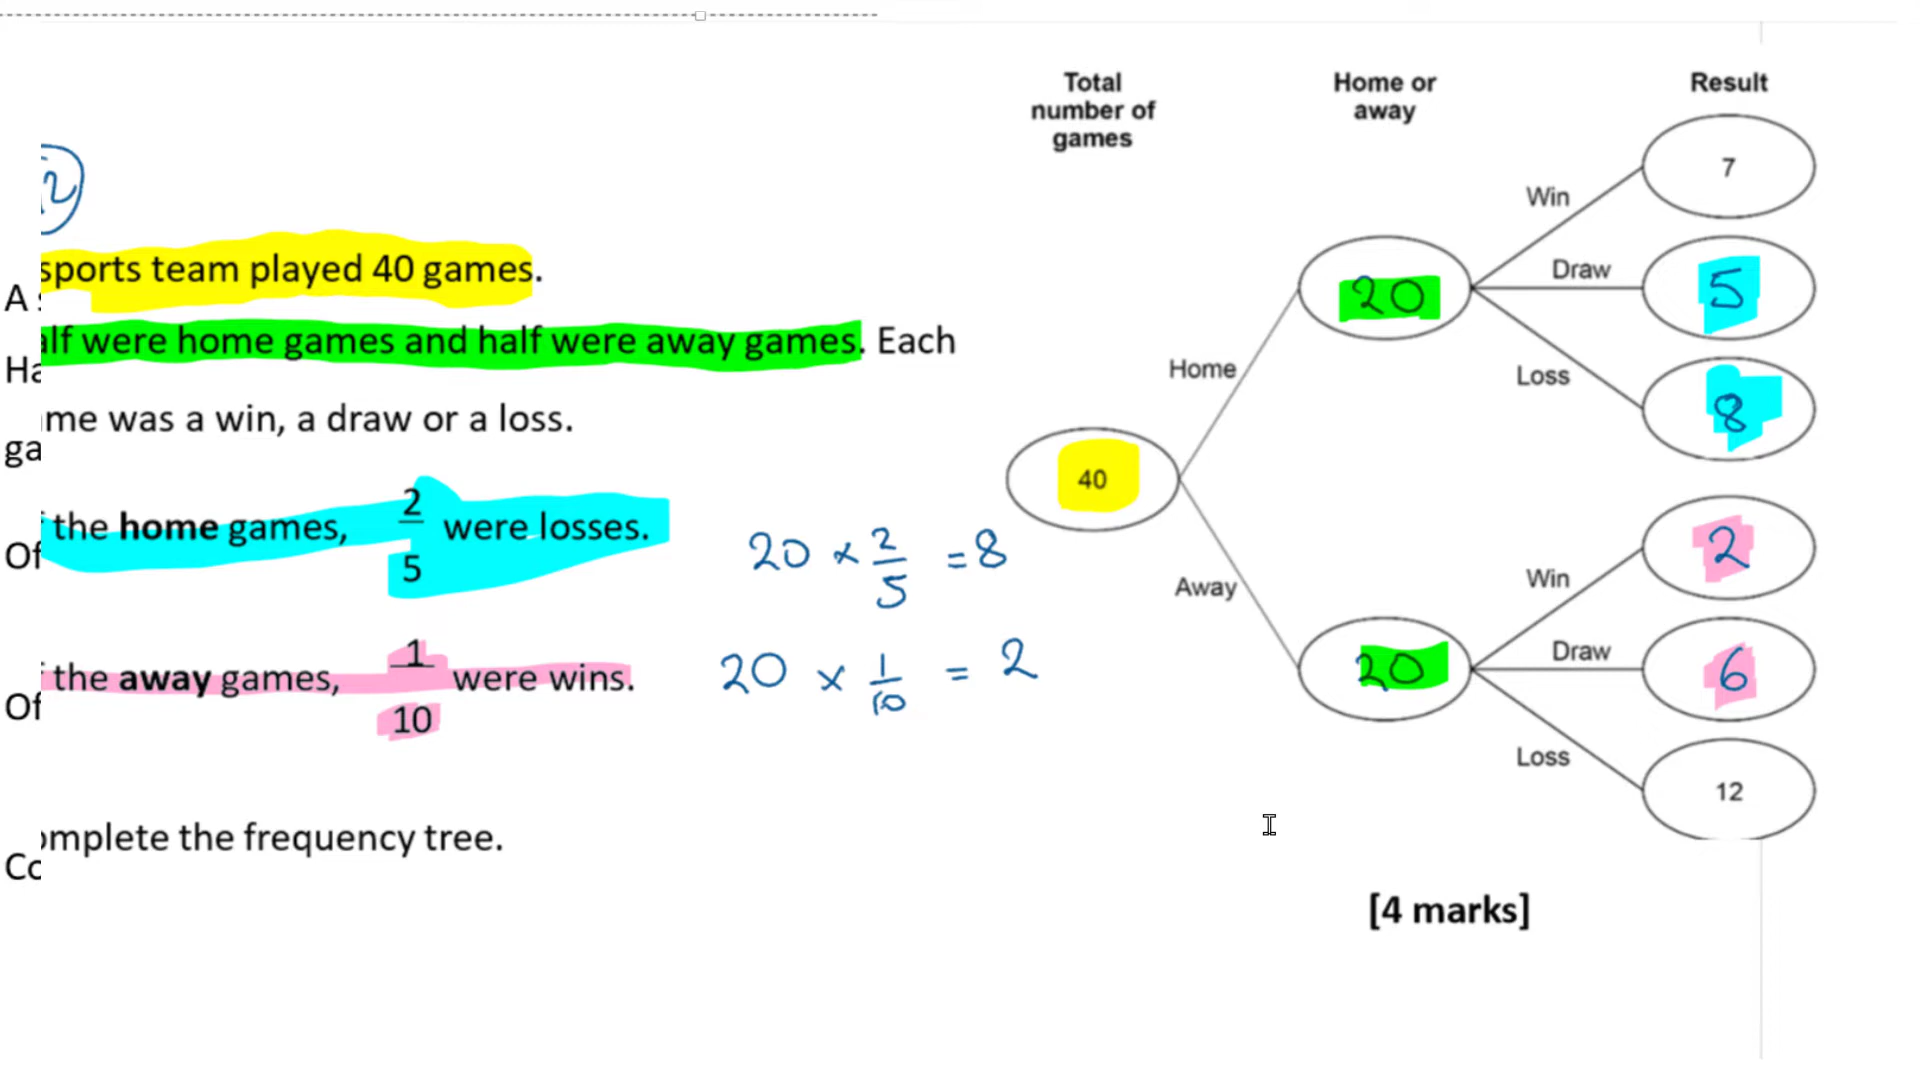 12
A sports team played 40 games.
Half were home games and half were away games. Each
game was a win, a draw or a loss.
Of the home games, 2/5 were losses.
20 × 2/5 = 8
Of the away games, 1/10 were wins.
20 × 1/10 = 2
Complete the frequency tree.
Total
number of
games
Home or
away
Result
40
Home
Away
20
Win
7
Draw
5
Loss
8
20
Win
2
Draw
6
Loss
12
[4 marks]